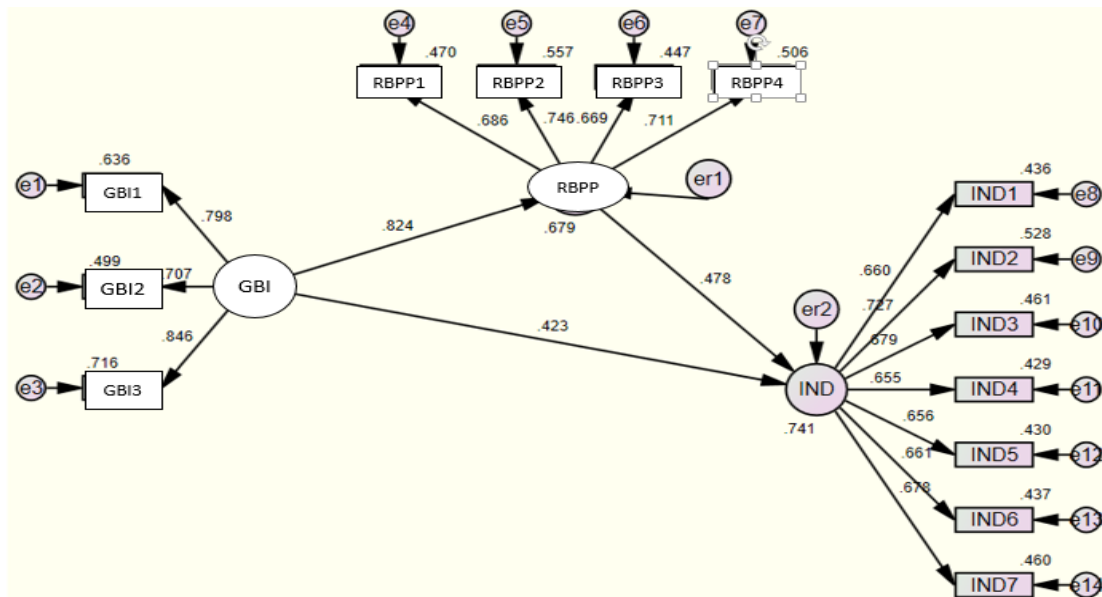 e4
e5
e6
e7
.470
.557
.447
.506
RBPP1
RBPP2
RBPP3
RBPP4
.686
.746
.669
.711
RBPP
er1
.679
e1
.636
GBI1
.798
e2
.499
GBI2
.707
e3
.716
GBI3
.846
GBI
.824
.423
.478
er2
IND
.741
.660
.727
.679
.655
.656
.661
.678
.436
IND1
e8
.528
IND2
e9
.461
IND3
e10
.429
IND4
e11
.430
IND5
e12
.437
IND6
e13
.460
IND7
e14